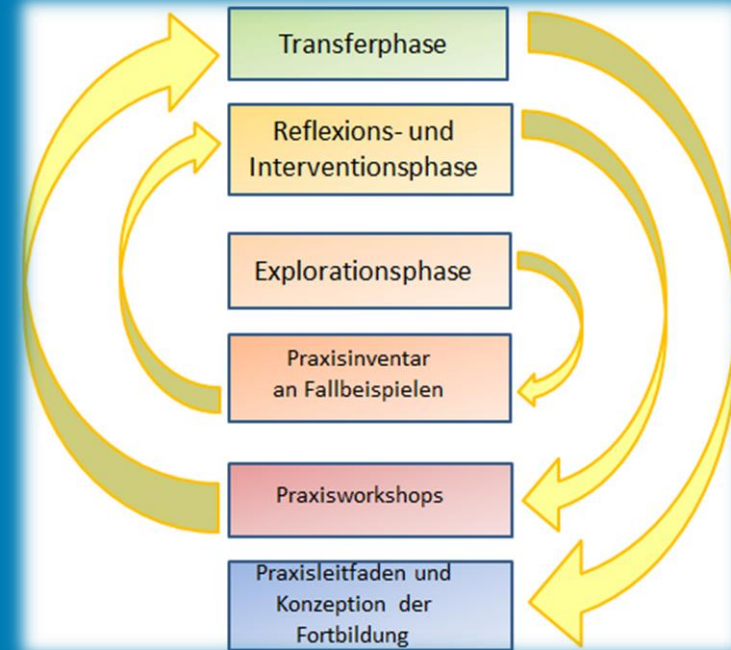 Transferphase
Reflexions- und
Interventionsphase
Explorationsphase
Praxisinventar
an Fallbeispielen
Praxisworkshops
Praxisleitfaden und
Konzeption der
Fortbildung